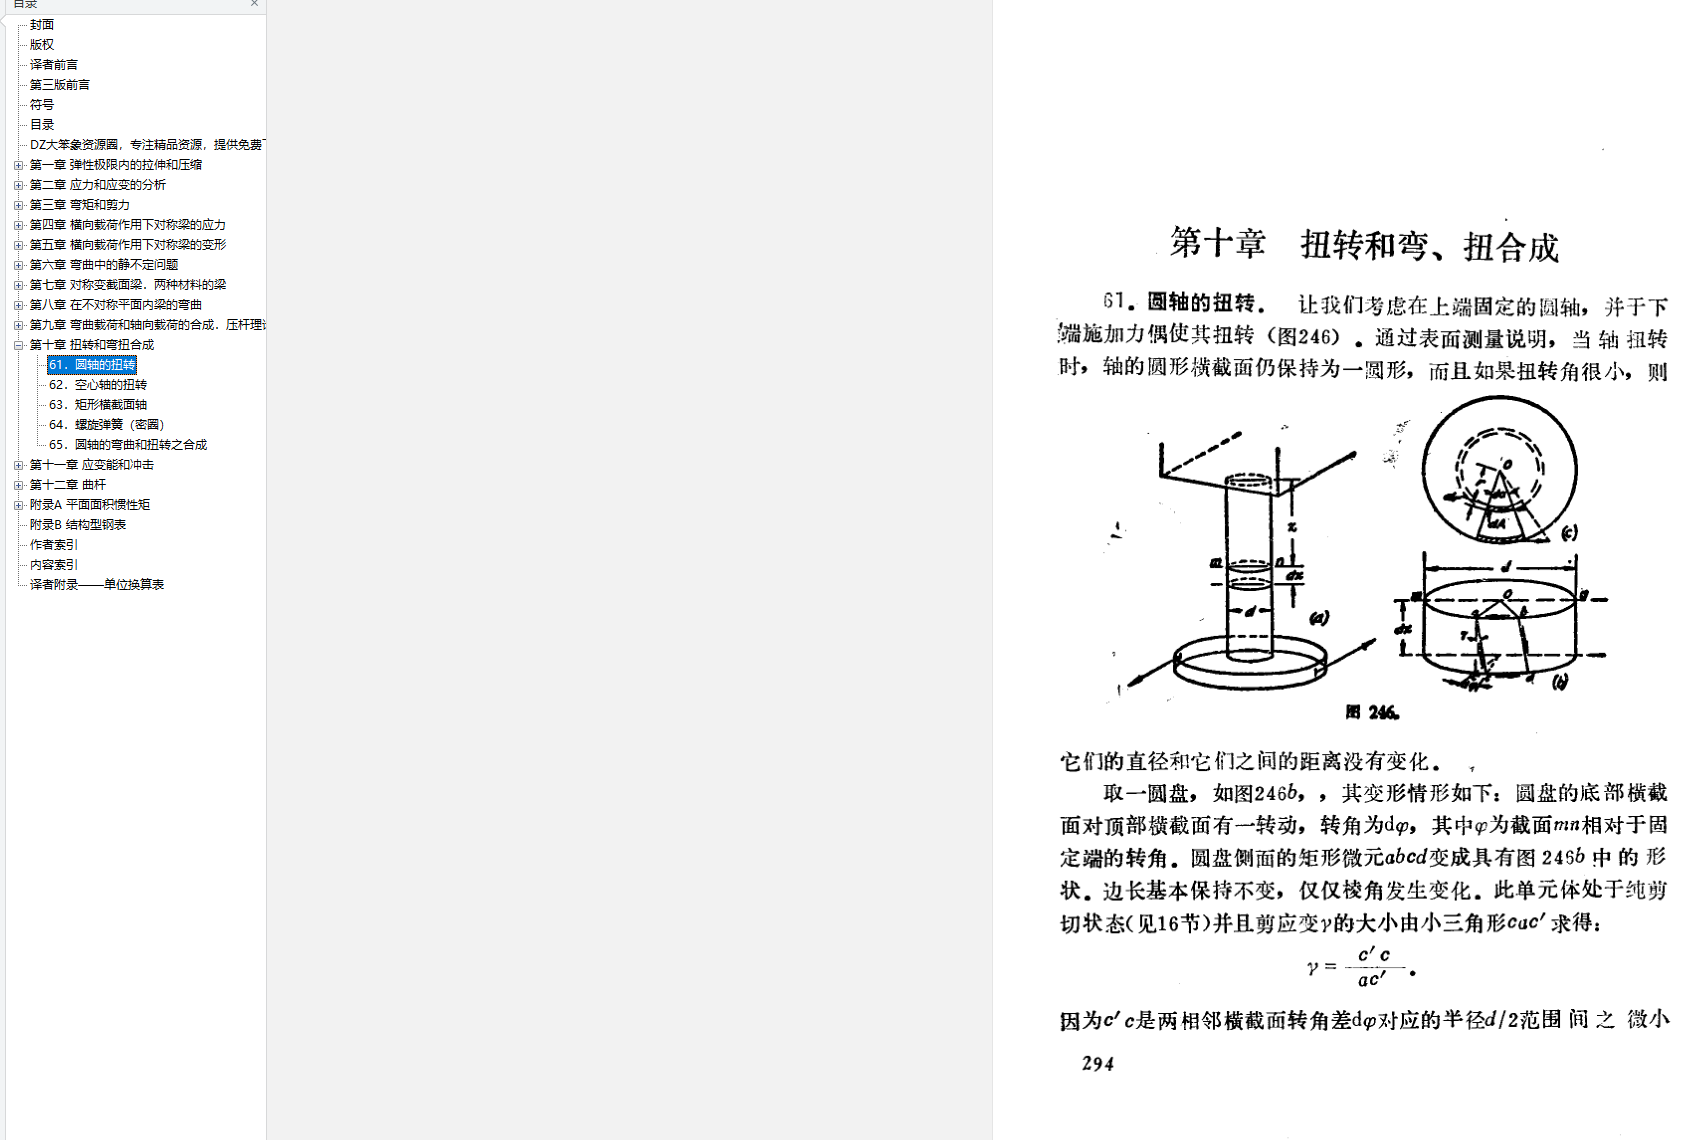 目录
封面
版权
译者前言
第三版前言
符号
目录
DZ大笨象资源圈，专注精品资源，提供免费
第一章 弹性极限内的拉伸和压缩
第二章 应力和应变的分析
第三章 弯矩和剪力
第四章 横向载荷作用下对称梁的应力
第五章 横向载荷作用下对称梁的变形
第六章 弯曲中的静不定问题
第七章 对称变截面梁．两种材料的梁
第八章 在不对称平面内梁的弯曲
第九章 弯曲载荷和轴向载荷的合成．压杆理
第十章 扭转和弯扭合成
61．圆轴的扭转
62．空心轴的扭转
63．矩形横截面轴
64．螺旋弹簧（密圈）
65．圆轴的弯曲和扭转之合成
第十一章 应变能和冲击
第十二章 曲杆
附录A 平面面积惯性矩
附录B 结构型钢表
作者索引
内容索引
译者附录——单位换算表
第十章 扭转和弯、扭合成
61．圆轴的扭转． 让我们考虑在上端固定的圆轴，并于下
端施加力偶使其扭转（图246）．通过表面测量说明，当轴扭转
时，轴的圆形横截面仍保持为一圆形，而且如果扭转角很小，则
x
m
n
dx
d
(a)
O
r
dA
(c)
d
O
dx
a
b
d
(b)
图 246．
它们的直径和它们之间的距离没有变化．
取一圆盘，如图246b，，其变形情形如下：圆盘的底部横截
面对顶部横截面有一转动，转角为dφ，其中φ为截面mn相对于固
定端的转角．圆盘侧面的矩形微元abcd变成具有图246b中的形
状．边长基本保持不变，仅仅棱角发生变化．此单元体处于纯剪
切状态(见16节)并且剪应变γ的大小由小三角形cac′求得：
γ = c′c / ac′ ．
因为c′c是两相邻横截面转角差dφ对应的半径d/2范围间之微小
294